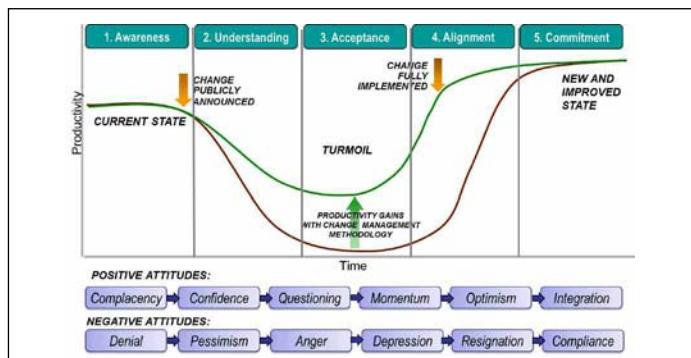 1. Awareness
2. Understanding
3. Acceptance
4. Alignment
5. Commitment
CHANGE
PUBLICLY
ANNOUNCED
CURRENT STATE
TURMOIL
CHANGE
FULLY
IMPLEMENTED
NEW AND
IMPROVED
STATE
PRODUCTIVITY GAINS
WITH CHANGE MANAGEMENT
METHODOLOGY
Productivity
Time
POSITIVE ATTITUDES:
Complacency
Confidence
Questioning
Momentum
Optimism
Integration
NEGATIVE ATTITUDES:
Denial
Pessimism
Anger
Depression
Resignation
Compliance